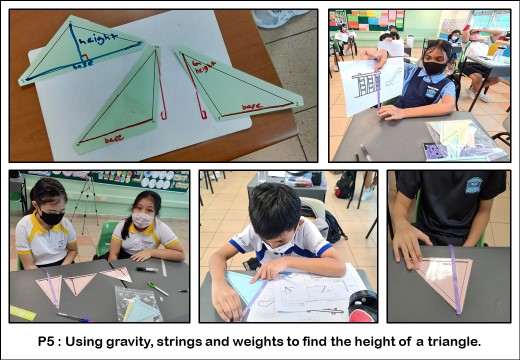 height
base
base
height
base
P5 : Using gravity, strings and weights to find the height of a triangle.